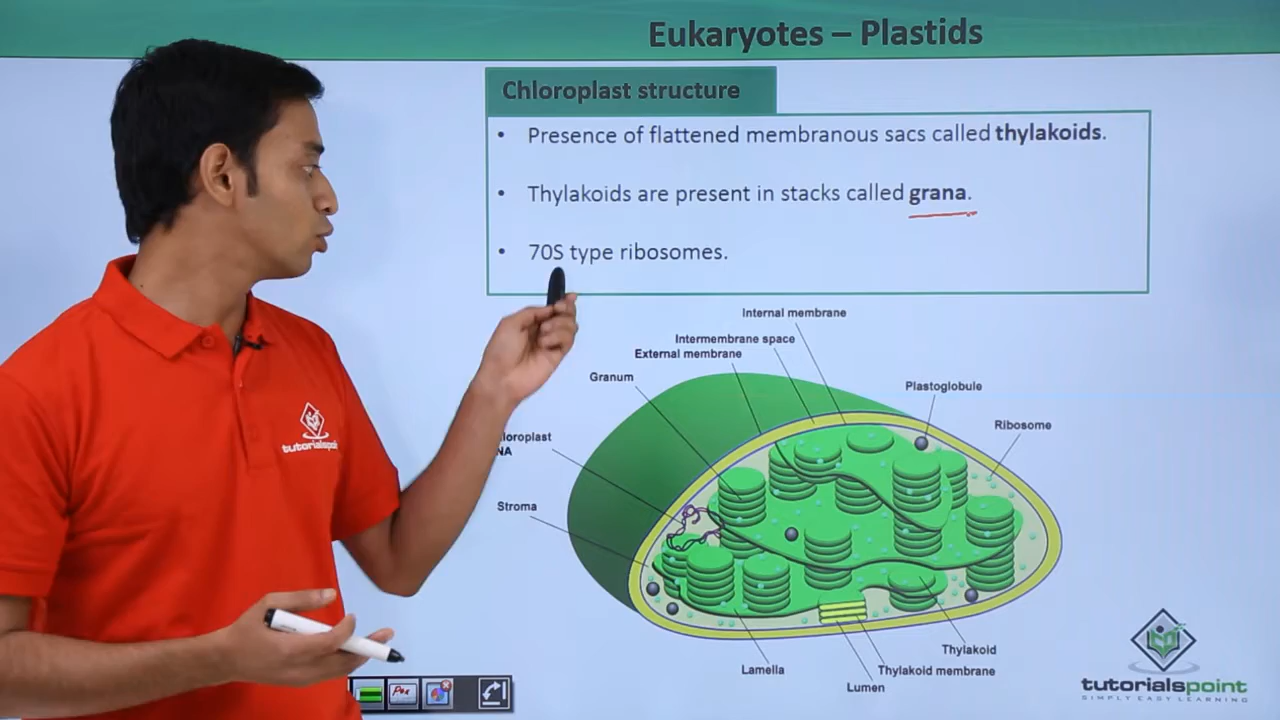 Eukaryotes – Plastids
Chloroplast structure
• Presence of flattened membranous sacs called thylakoids.
• Thylakoids are present in stacks called grana.
• 70S type ribosomes.
Internal membrane
Intermembrane space
External membrane
Granum
Plastoglobule
Ribosome
Stroma
Thylakoid
Thylakoid membrane
Lamella
Lumen
tutorialspoint
tutorialspoint
SIMPLY EASY LEARNING